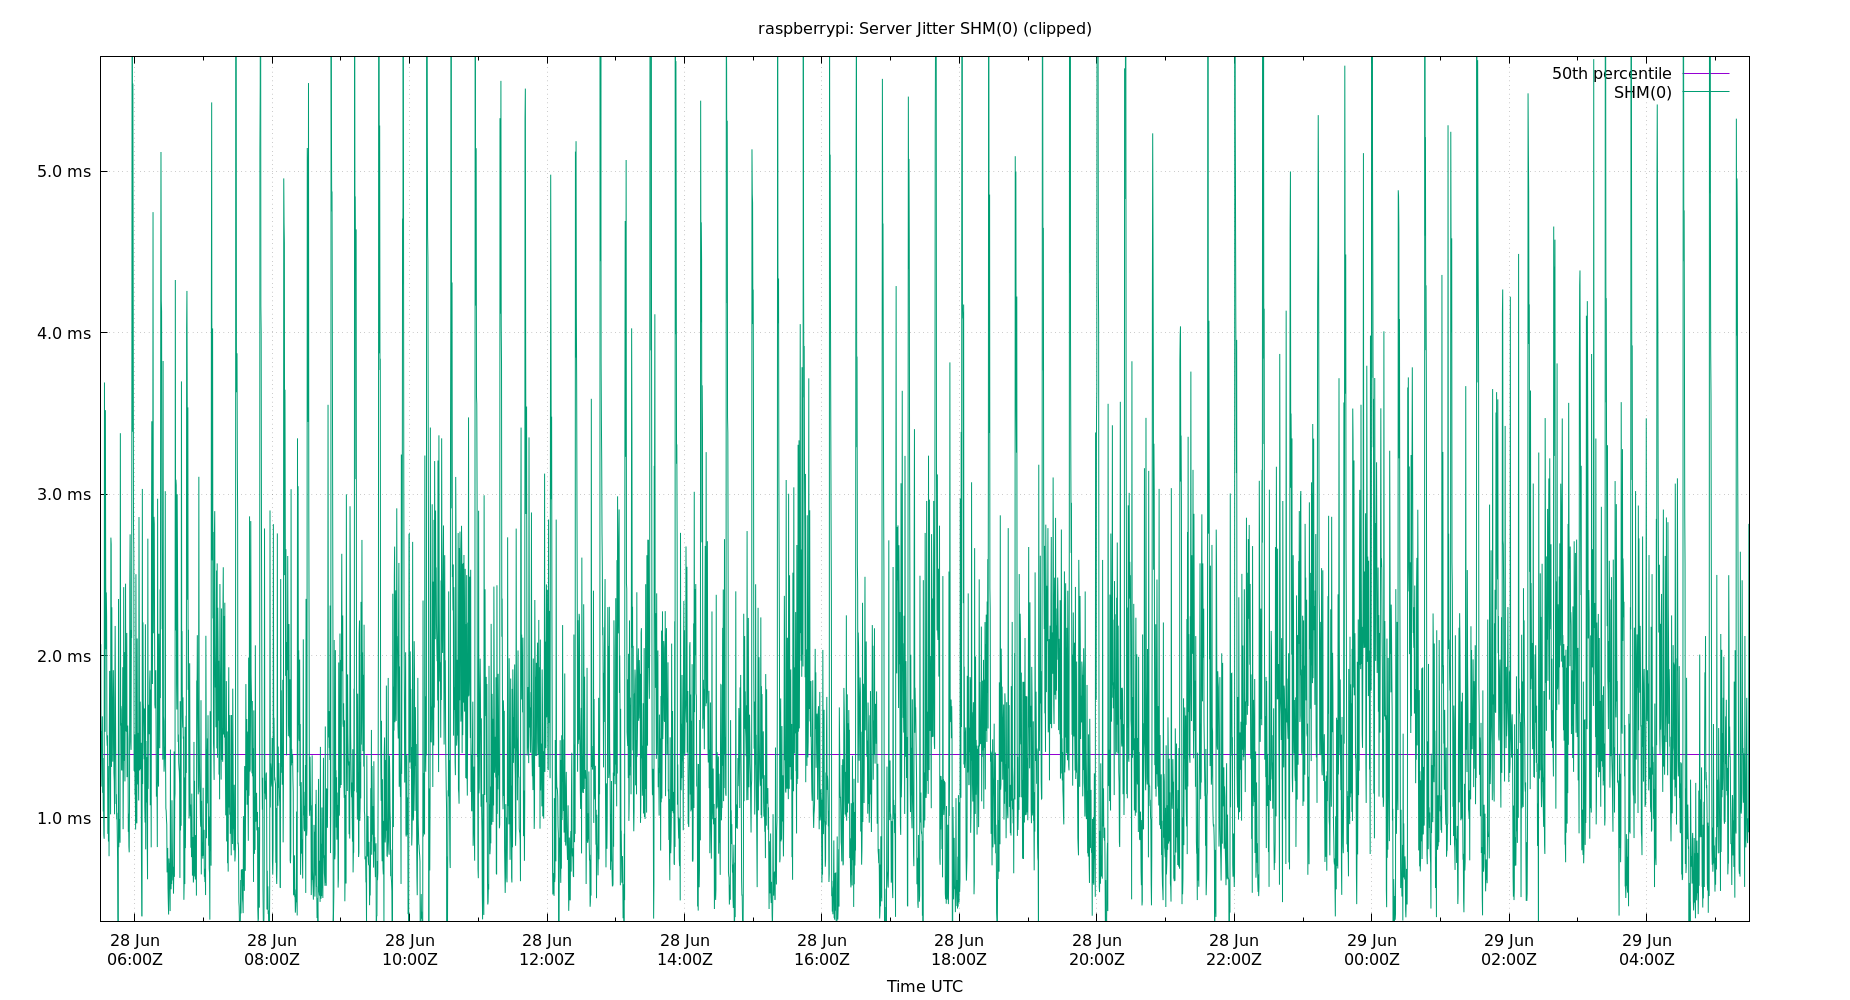 raspberrypi: Server Jitter SHM(0) (clipped)
50th percentile
SHM(0)
5.0 ms
4.0 ms
3.0 ms
2.0 ms
1.0 ms
28 Jun 28 Jun 28 Jun 28 Jun 28 Jun 28 Jun 28 Jun 28 Jun 28 Jun 29 Jun 29 Jun 29 Jun
06:00Z 08:00Z 10:00Z 12:00Z 14:00Z 16:00Z 18:00Z 20:00Z 22:00Z 00:00Z 02:00Z 04:00Z
Time UTC